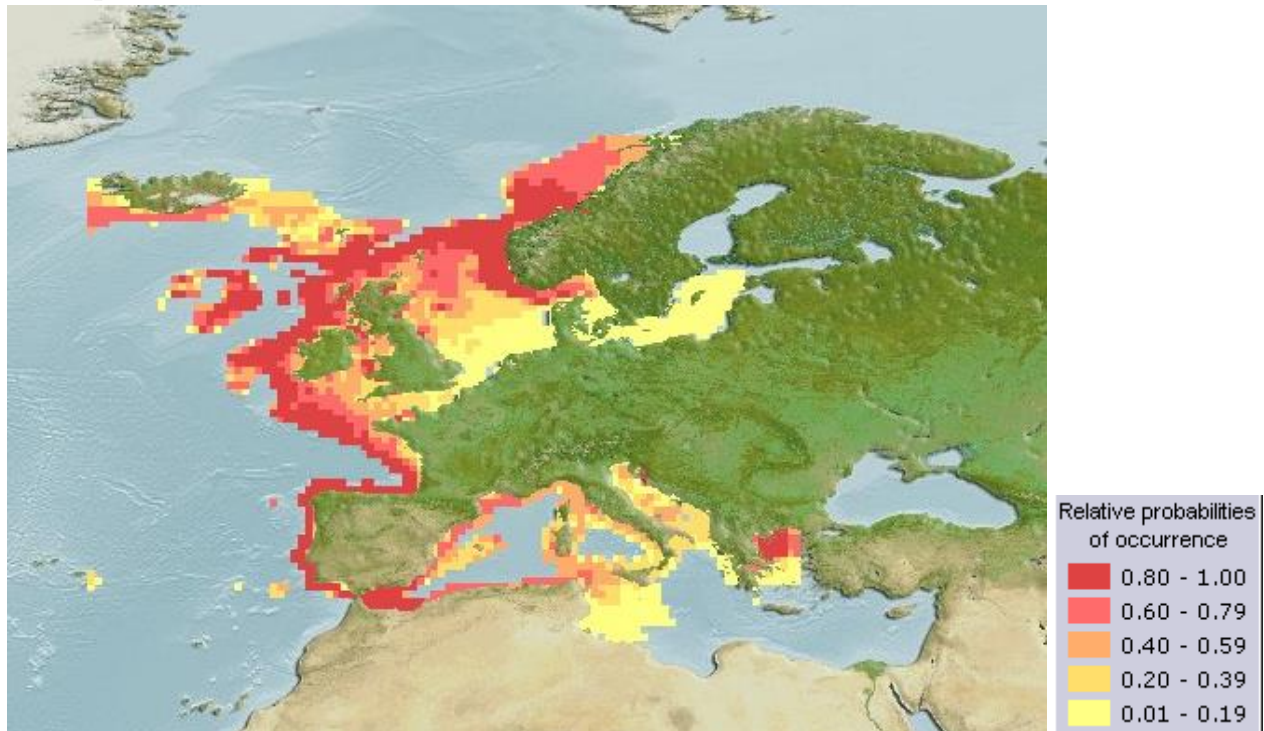 Relative probabilities
of occurrence
0.80 - 1.00
0.60 - 0.79
0.40 - 0.59
0.20 - 0.39
0.01 - 0.19